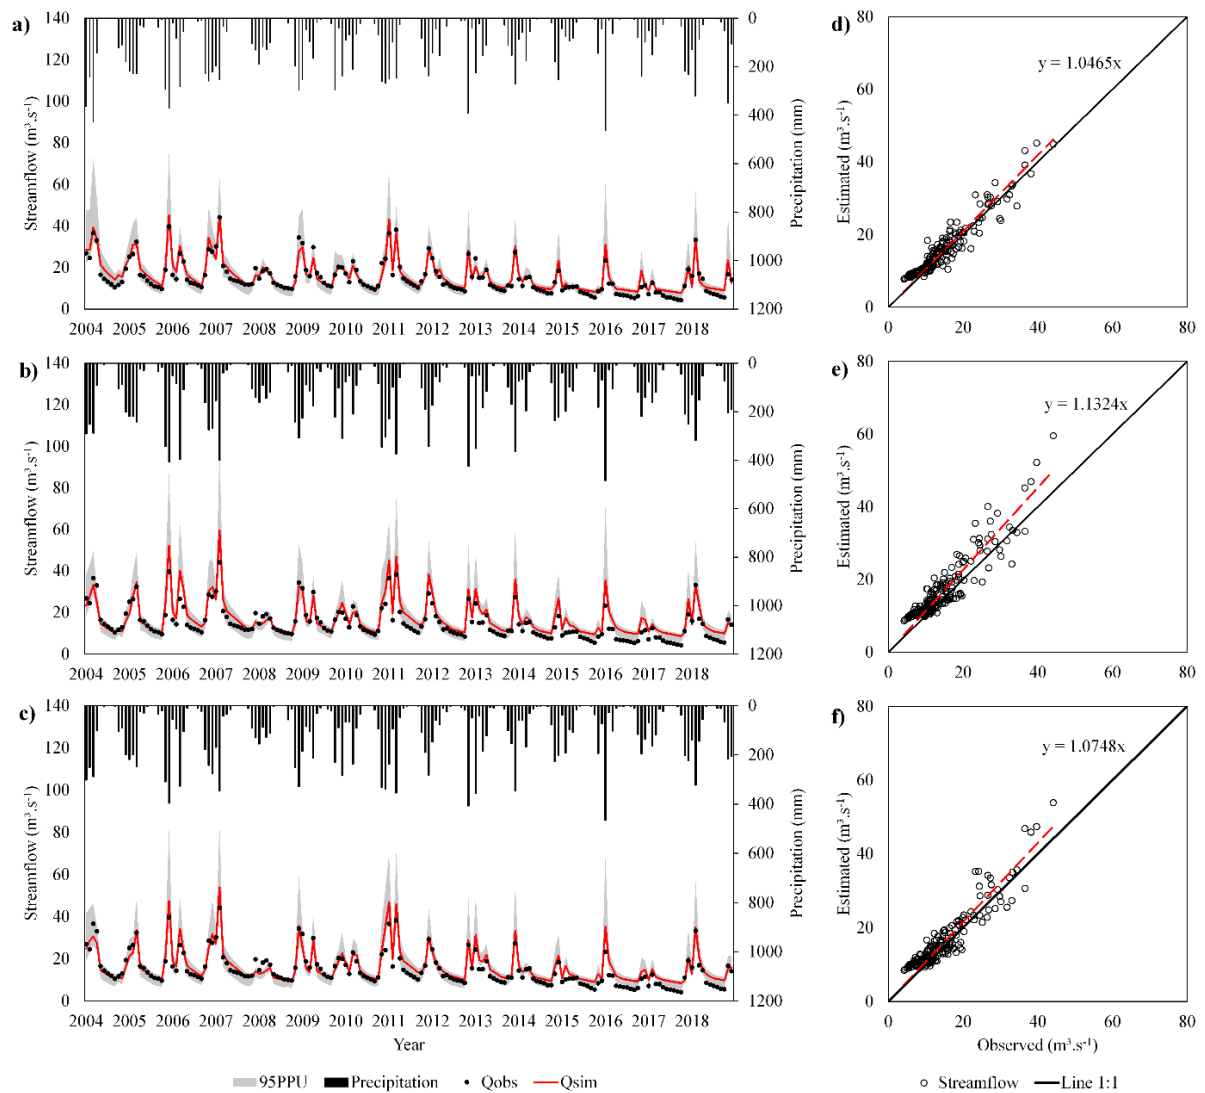 a)
140
120
100
80
60
40
20
0
Streamflow (m³.s⁻¹)
0
200
400
600
800
1000
1200
Precipitation (mm)
2004 2005 2006 2007 2008 2009 2010 2011 2012 2013 2014 2015 2016 2017 2018
d)
80
60
40
20
0
Estimated (m³.s⁻¹)
y = 1.0465x
0 20 40 60 80
b)
140
120
100
80
60
40
20
0
Streamflow (m³.s⁻¹)
0
200
400
600
800
1000
1200
Precipitation (mm)
2004 2005 2006 2007 2008 2009 2010 2011 2012 2013 2014 2015 2016 2017 2018
e)
80
60
40
20
0
Estimated (m³.s⁻¹)
y = 1.1324x
0 20 40 60 80
c)
140
120
100
80
60
40
20
0
Streamflow (m³.s⁻¹)
0
200
400
600
800
1000
1200
Precipitation (mm)
2004 2005 2006 2007 2008 2009 2010 2011 2012 2013 2014 2015 2016 2017 2018
Year
f)
80
60
40
20
0
Estimated (m³.s⁻¹)
y = 1.0748x
0 20 40 60 80
Observed (m³.s⁻¹)
95PPU Precipitation Qobs Qsim
Streamflow Line 1:1